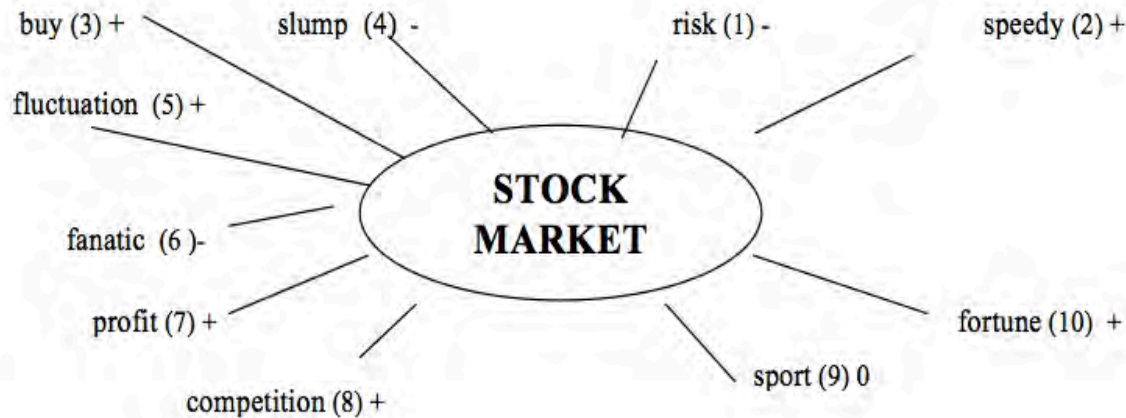 buy (3) +
slump (4) -
risk (1) -
speedy (2) +
fluctuation (5) +
STOCK
MARKET
fanatic (6 )-
profit (7) +
fortune (10) +
sport (9) 0
competition (8) +